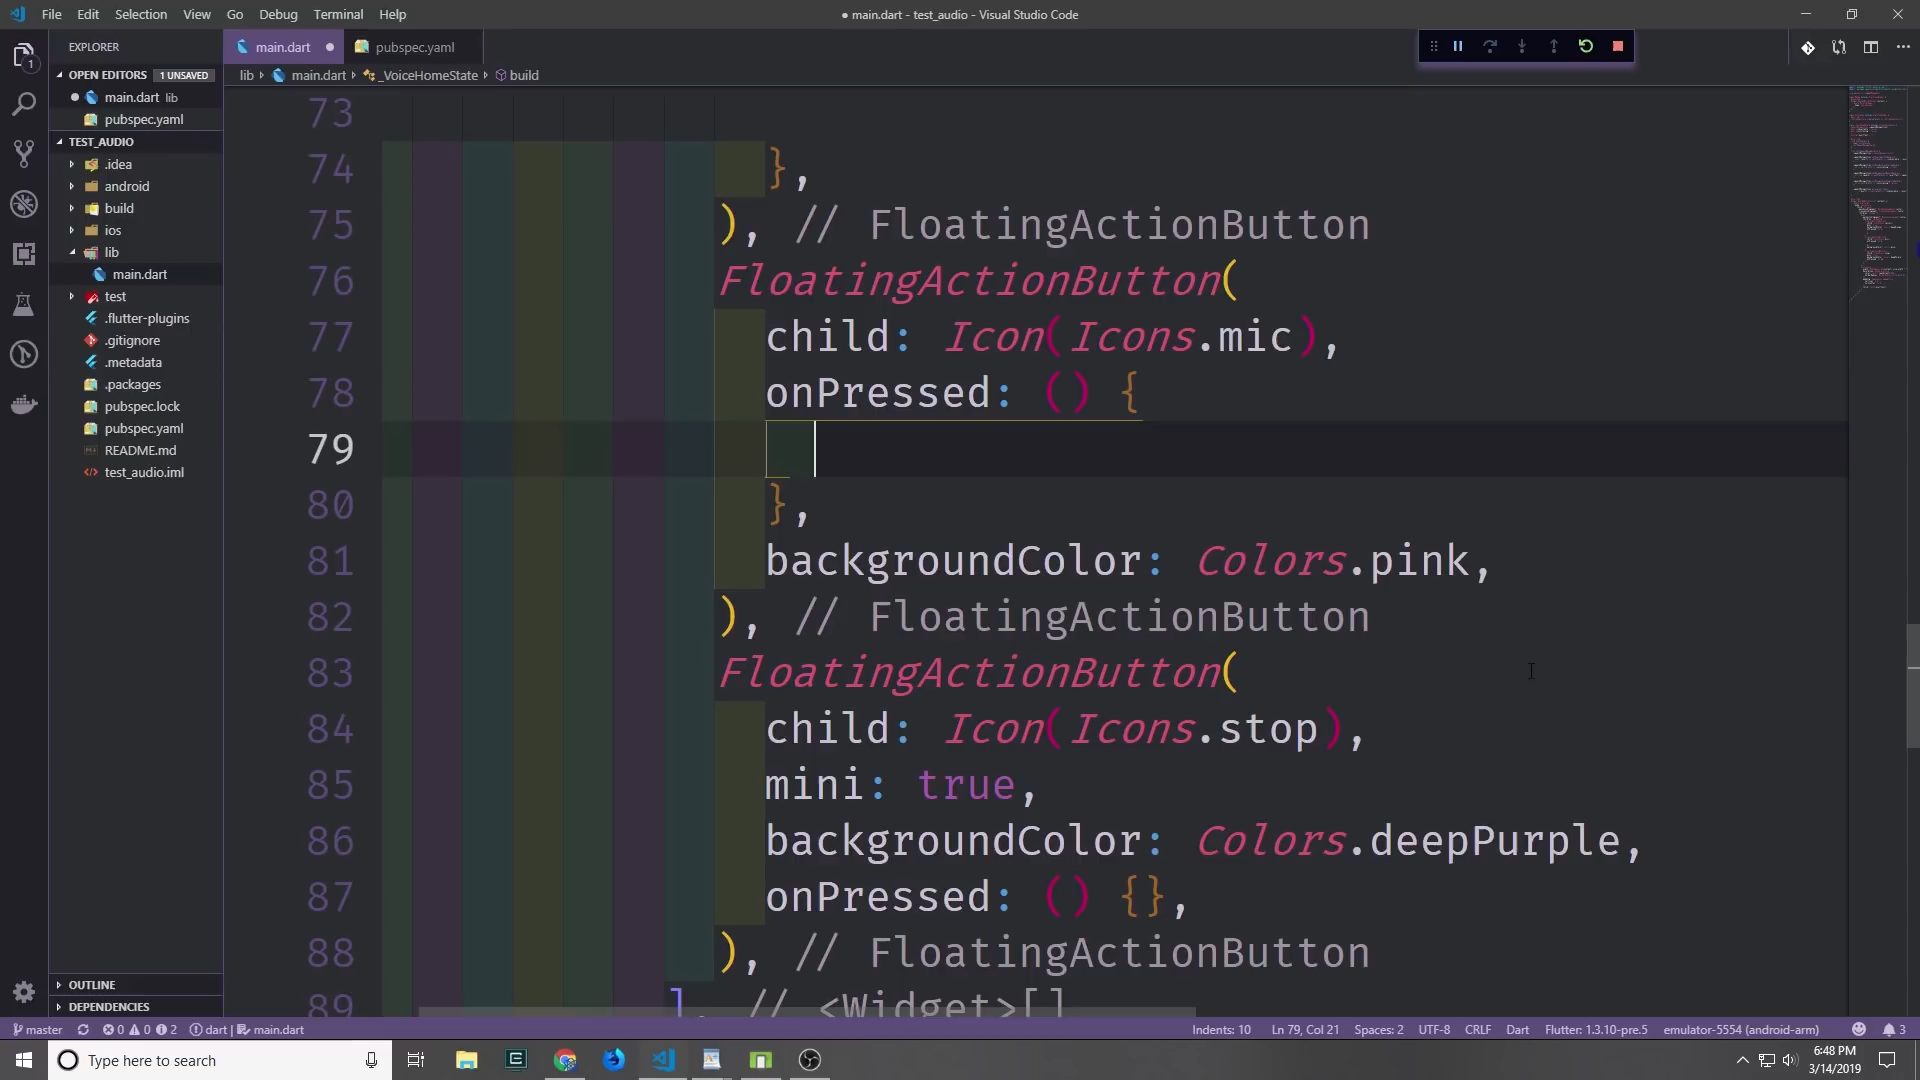 File Edit Selection View Go Debug Terminal Help
● main.dart - test_audio - Visual Studio Code
EXPLORER
OPEN EDITORS 1 UNSAVED
main.dart lib
pubspec.yaml
TEST_AUDIO
.idea
android
build
ios
lib
main.dart
test
.flutter-plugins
.gitignore
.metadata
.packages
pubspec.lock
pubspec.yaml
README.md
test_audio.iml
OUTLINE
DEPENDENCIES
main.dart pubspec.yaml
lib main.dart _VoiceHomeState build
73
74 },
75 ), // FloatingActionButton
76 FloatingActionButton(
77 child: Icon(Icons.mic),
78 onPressed: () {
79
80 },
81 backgroundColor: Colors.pink,
82 ), // FloatingActionButton
83 FloatingActionButton(
84 child: Icon(Icons.stop),
85 mini: true,
86 backgroundColor: Colors.deepPurple,
87 onPressed: () {},
88 ), // FloatingActionButton
89 ], // <Widget>[]
master 0 0 2 dart | main.dart Indents: 10 Ln 79, Col 21 Spaces: 2 UTF-8 CRLF Dart Flutter: 1.3.10-pre.5 emulator-5554 (android-arm) 3
Type here to search
6:48 PM
3/14/2019